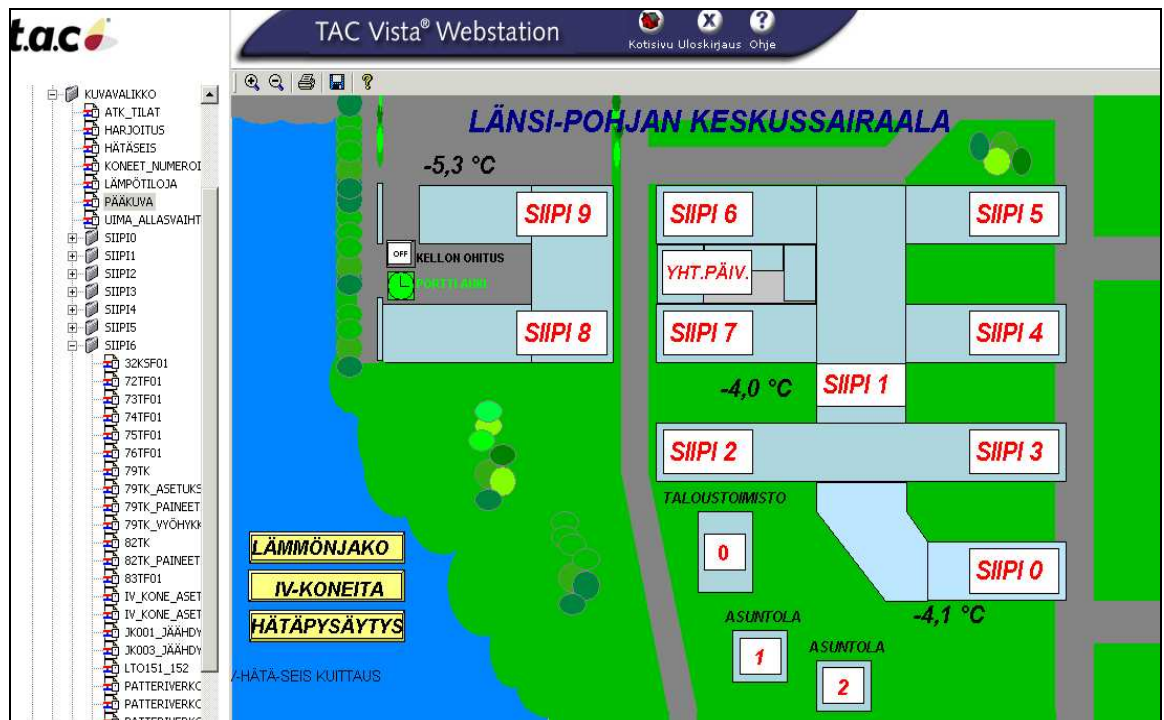 t.a.c
TAC Vista® Webstation
Kotisivu Uloskirjaus Ohje
KUVAVALIKKO
ATK_TILAT
HARJOITUS
HÄTÄSEIS
KONEET_NUMEROI
LÄMPÖTILOJA
PÄÄKUVA
UIMA_ALLASVAIHT
SIIPI0
SIIPI1
SIIPI2
SIIPI3
SIIPI4
SIIPI5
SIIPI6
32KSF01
72TF01
73TF01
74TF01
75TF01
76TF01
79TK
79TK_ASETUKS
79TK_PAINEET
79TK_VYÖHYKK
82TK
82TK_PAINEET
83TF01
IV_KONE_ASET
IV_KONE_ASET
JK001_JÄÄHDY
JK003_JÄÄHDY
LTO151_152
PATTERIVERKO
PATTERIVERKO
PATTERIVERKO
LÄNSI-POHJAN KESKUSSAIRAALA
-5,3 °C
SIIPI 9
SIIPI 6
SIIPI 5
OFF KELLON OHITUS
YHT.PÄIV.
PORTTI AUKI
SIIPI 8
SIIPI 7
SIIPI 4
-4,0 °C
SIIPI 1
SIIPI 2
SIIPI 3
TALOUSTOIMISTO
0
SIIPI 0
-4,1 °C
LÄMMÖNJAKO
IV-KONEITA
HÄTÄPYSÄYTYS
V-HÄTÄ-SEIS KUITTAUS
ASUNTOLA
1
ASUNTOLA
2